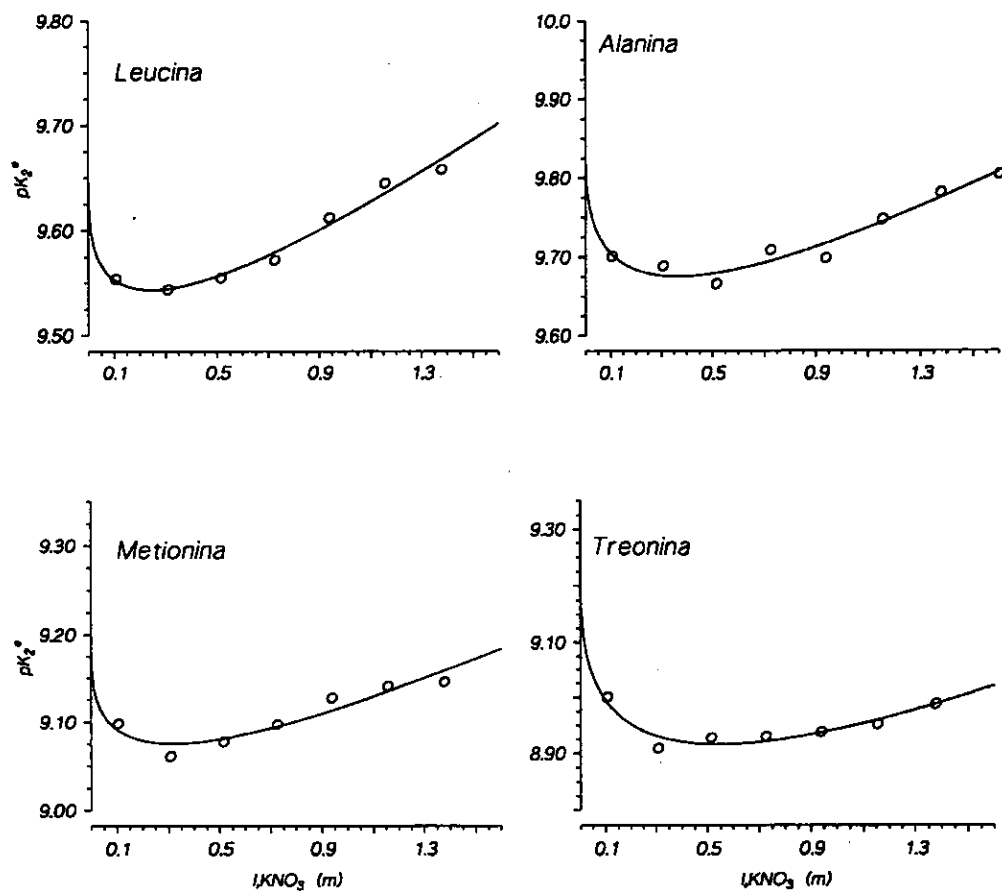 Leucina
pK₂*
9.80
9.70
9.60
9.50
0.1 0.5 0.9 1.3
Alanina
10.0
9.90
9.80
9.70
9.60
0.1 0.5 0.9 1.3
Metionina
pK₂*
9.30
9.20
9.10
9.00
0.1 0.5 0.9 1.3
I,KNO₃ (m)
Treonina
9.30
9.10
8.90
0.1 0.5 0.9 1.3
I,KNO₃ (m)